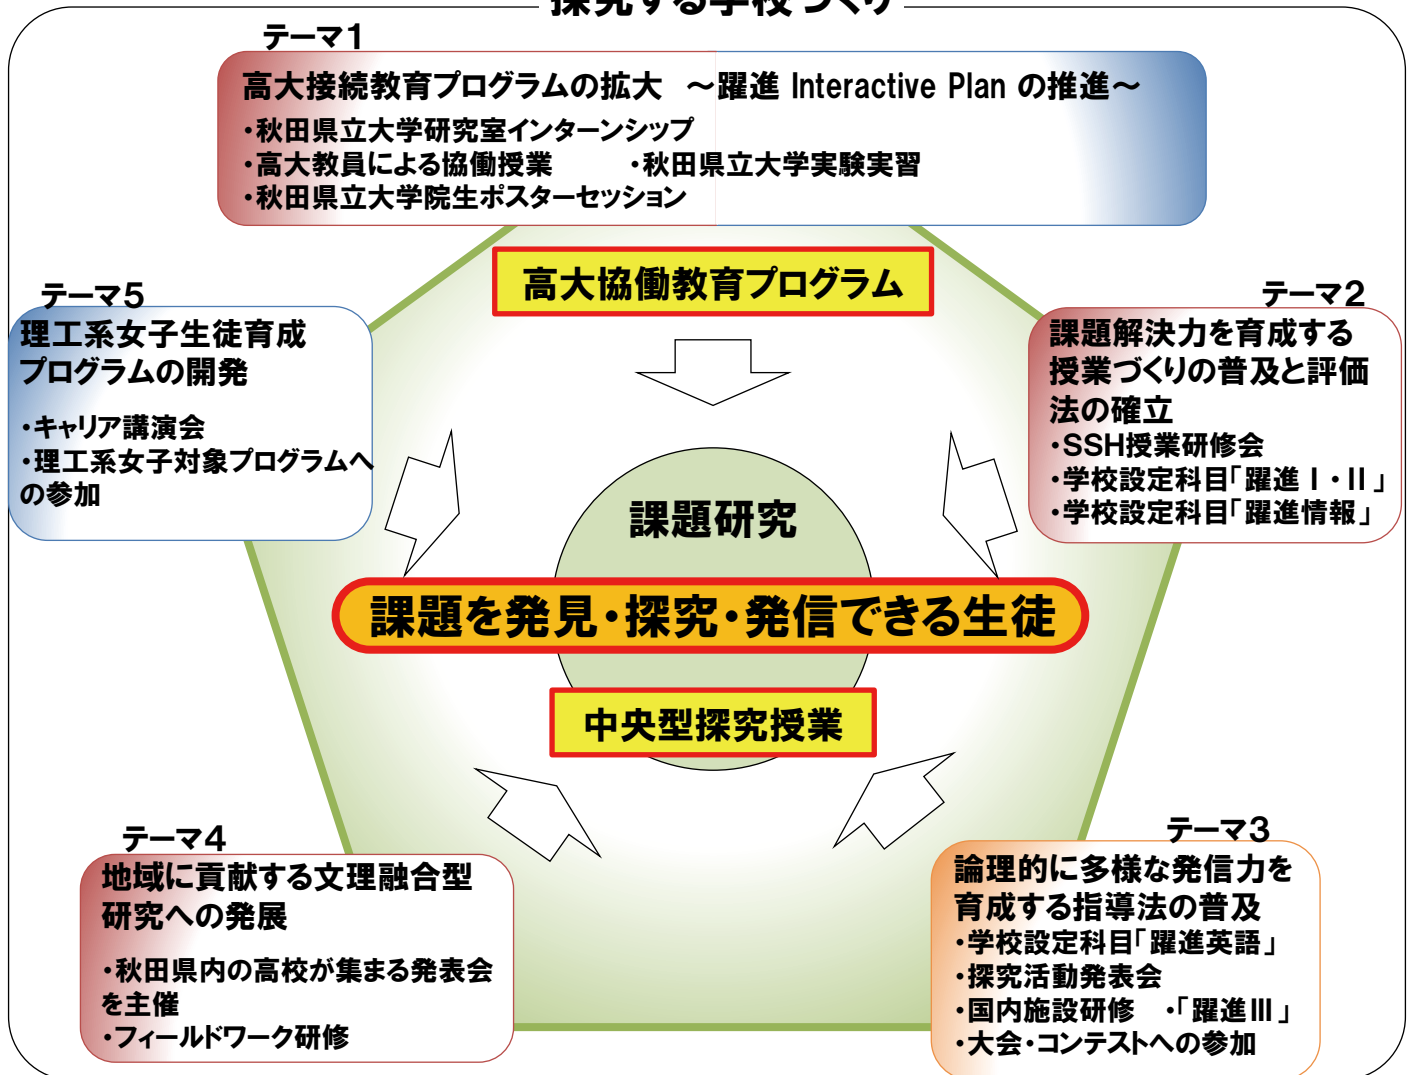 探究する学校づくり
テーマ1
高大接続教育プログラムの拡大 ～躍進 Interactive Plan の推進～
・秋田県立大学研究室インターンシップ
・高大教員による協働授業 ・秋田県立大学実験実習
・秋田県立大学院生ポスターセッション
高大協働教育プログラム
テーマ5
理工系女子生徒育成
プログラムの開発
・キャリア講演会
・理工系女子対象プログラムへ
の参加
テーマ2
課題解決力を育成する
授業づくりの普及と評価
法の確立
・SSH授業研修会
・学校設定科目「躍進Ⅰ・Ⅱ」
・学校設定科目「躍進情報」
課題研究
課題を発見・探究・発信できる生徒
中央型探究授業
テーマ4
地域に貢献する文理融合型
研究への発展
・秋田県内の高校が集まる発表会
を主催
・フィールドワーク研修
テーマ3
論理的に多様な発信力を
育成する指導法の普及
・学校設定科目「躍進英語」
・探究活動発表会
・国内施設研修 ・「躍進Ⅲ」
・大会・コンテストへの参加